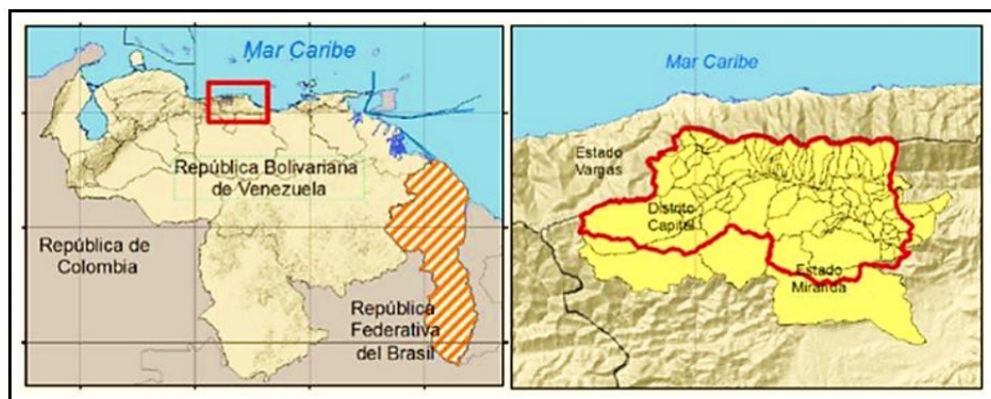 Mar Caribe
República Bolivariana
de Venezuela
República de
Colombia
República
Federativa
del Brasil
Mar Caribe
Estado
Vargas
Distrito
Capital
Estado
Miranda